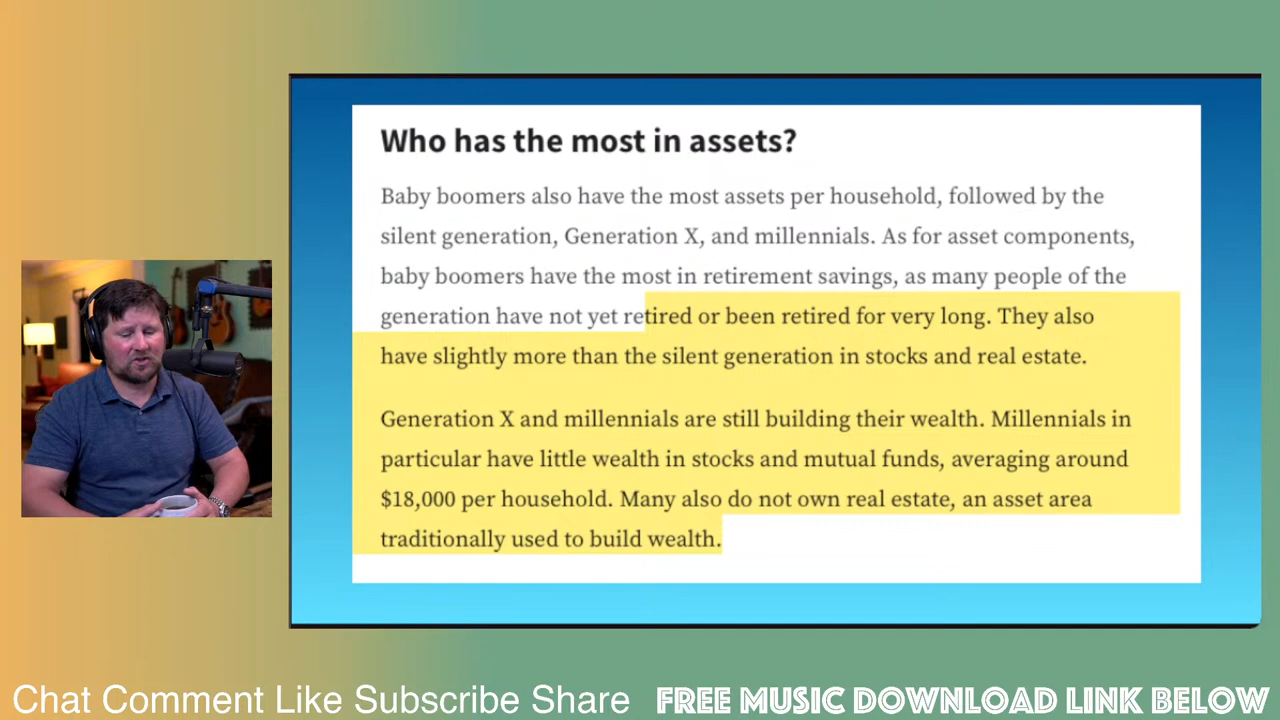 Who has the most in assets?
Baby boomers also have the most assets per household, followed by the
silent generation, Generation X, and millennials. As for asset components,
baby boomers have the most in retirement savings, as many people of the
generation have not yet retired or been retired for very long. They also
have slightly more than the silent generation in stocks and real estate.
Generation X and millennials are still building their wealth. Millennials in
particular have little wealth in stocks and mutual funds, averaging around
$18,000 per household. Many also do not own real estate, an asset area
traditionally used to build wealth.
Chat Comment Like Subscribe Share
FREE MUSIC DOWNLOAD LINK BELOW